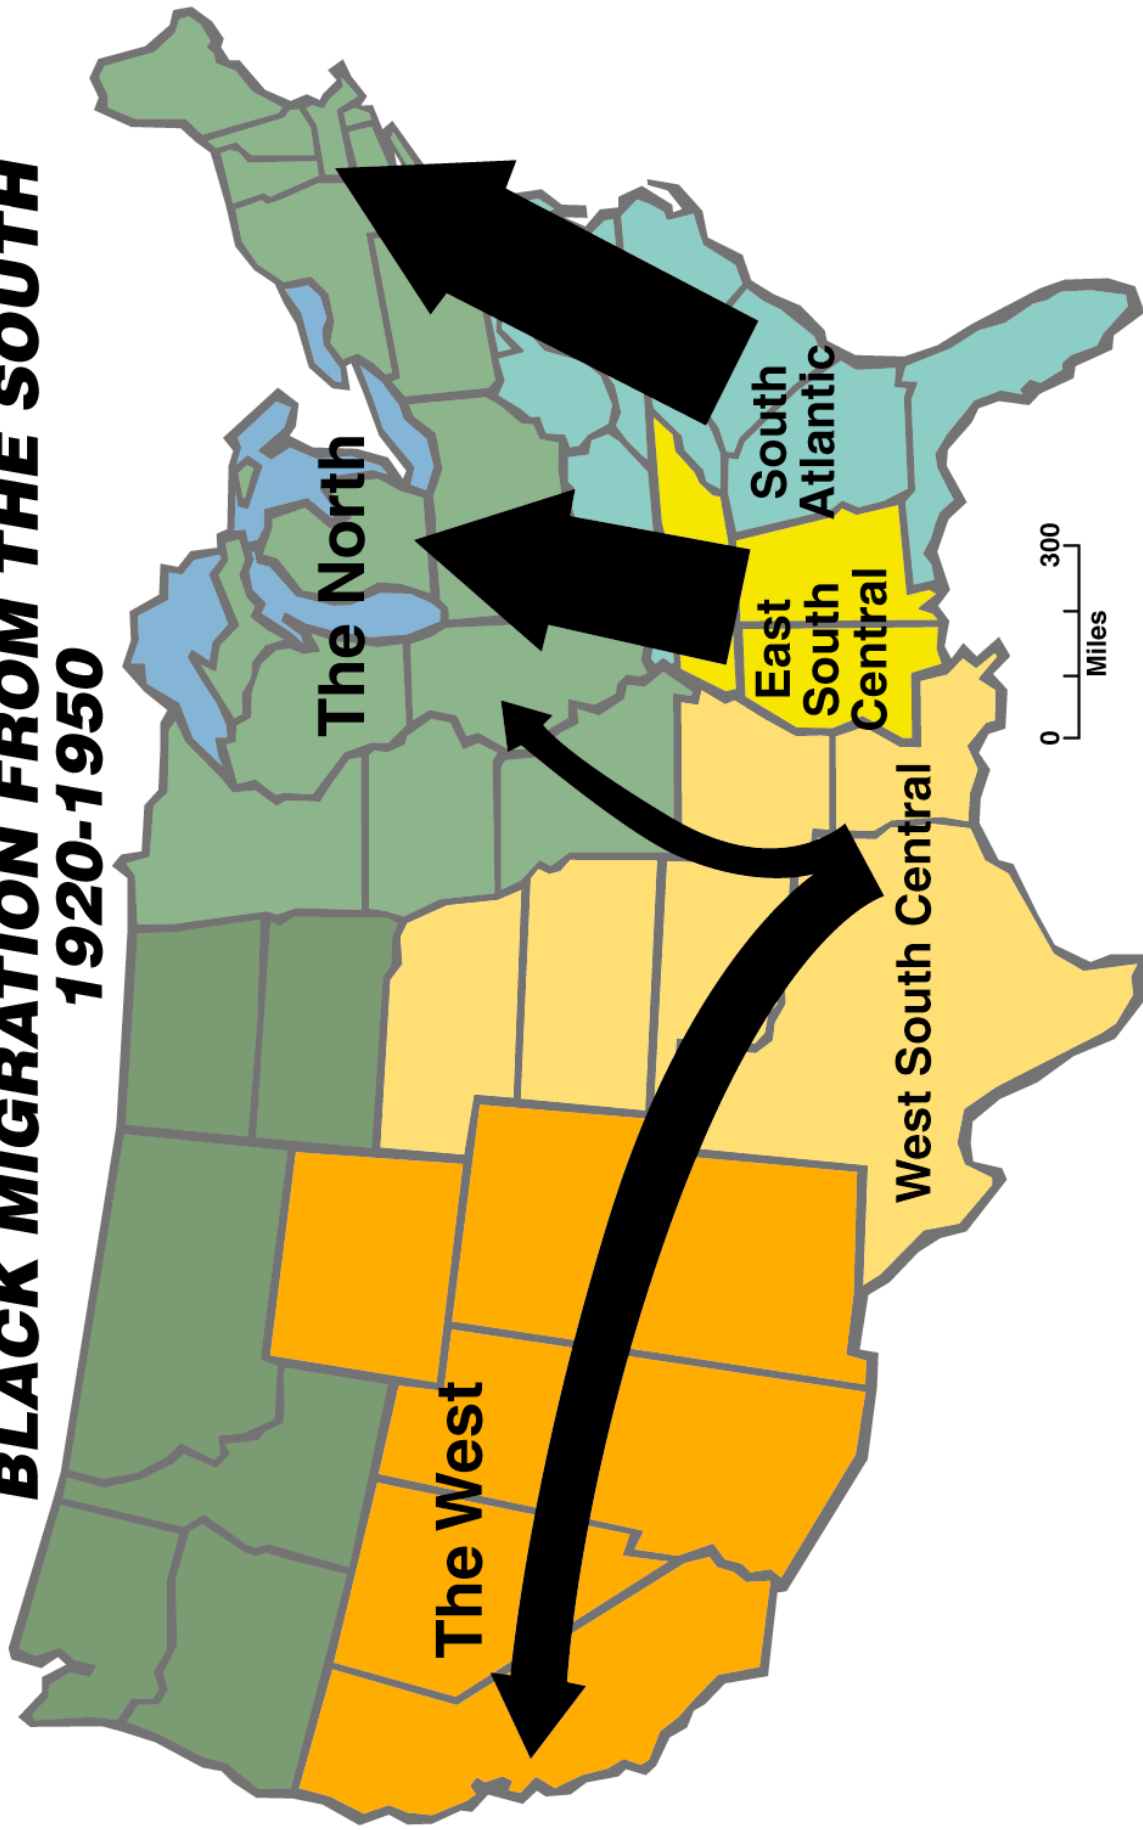 BLACK MIGRATION FROM THE SOUTH
1920-1950
The North
The West
South
Atlantic
East
South
Central
West South Central
0 300
Miles